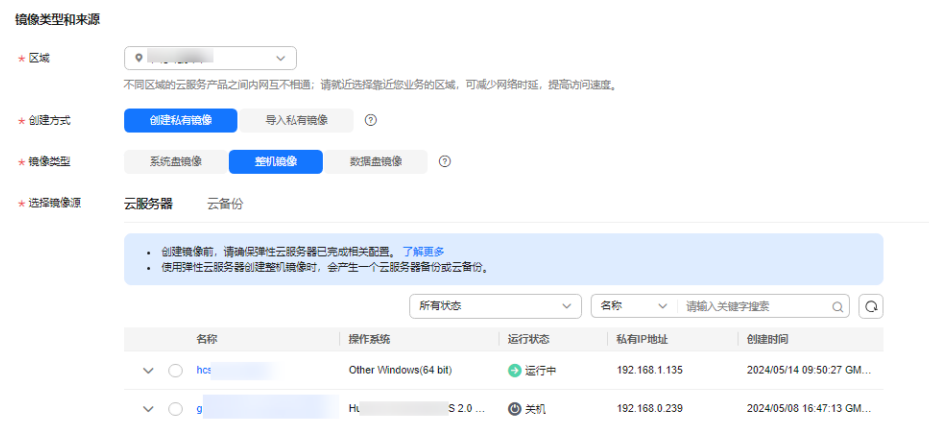 镜像类型和来源
★ 区域
不同区域的云服务产品之间内网互不相通；请就近选择靠近您业务的区域，可减少网络时延，提高访问速度。
★ 创建方式 创建私有镜像 导入私有镜像 ?
★ 镜像类型 系统盘镜像 整机镜像 数据盘镜像 ?
★ 选择镜像源 云服务器 云备份
• 创建镜像前，请确保弹性云服务器已完成相关配置。 了解更多
• 使用弹性云服务器创建整机镜像时，会产生一个云服务器备份或云备份。
所有状态 名称 请输入关键字搜索
名称 操作系统 运行状态 私有IP地址 创建时间
hcs Other Windows(64 bit) 运行中 192.168.1.135 2024/05/14 09:50:27 GM...
g Hu S 2.0 ... 关机 192.168.0.239 2024/05/08 16:47:13 GM...